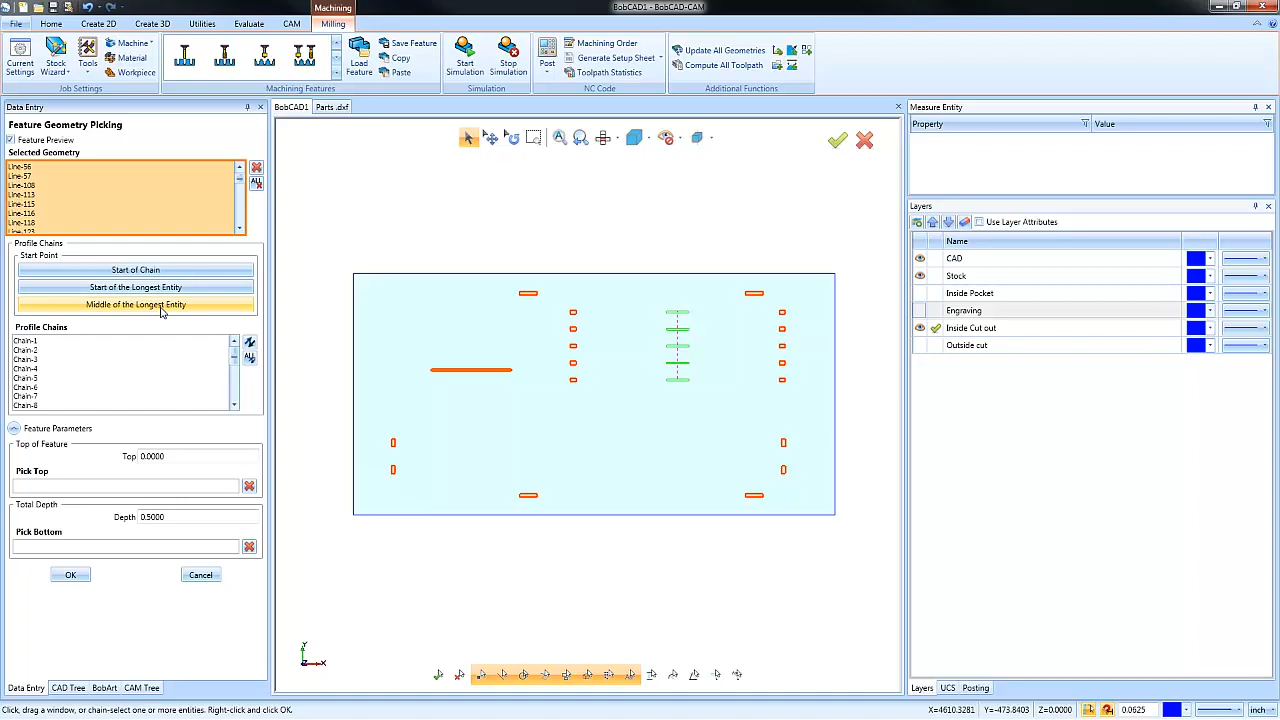 Machining
BobCAD1 - BobCAD-CAM
File Home Create 2D Create 3D Utilities Evaluate CAM Milling
Current Settings
Stock Wizard
Tools
Machine
Material
Workpiece
Job Settings
Machining Features
Load Feature
Save Feature
Copy
Paste
Start Simulation
Stop Simulation
Simulation
Post
Machining Order
Generate Setup Sheet
Toolpath Statistics
NC Code
Update All Geometries
Compute All Toolpath
Additional Functions
Data Entry
Feature Geometry Picking
Feature Preview
Selected Geometry
Line-56
Line-57
Line-108
Line-113
Line-115
Line-116
Line-118
Line-123
ALL
Profile Chains
Start Point
Start of Chain
Start of the Longest Entity
Middle of the Longest Entity
Profile Chains
Chain-1
Chain-2
Chain-3
Chain-4
Chain-5
Chain-6
Chain-7
Chain-8
ALL
Feature Parameters
Top of Feature
Top 0.0000
Pick Top
Total Depth
Depth 0.5000
Pick Bottom
OK Cancel
Data Entry CAD Tree BobArt CAM Tree
BobCAD1 Parts.dxf
Y
X
Measure Entity
Property Value
Layers
Use Layer Attributes
Name
CAD
Stock
Inside Pocket
Engraving
Inside Cut out
Outside cut
Layers UCS Posting
Click, drag a window, or chain-select one or more entities. Right-click and click OK.
X=4610.3281 Y=-473.8403 Z=0.0000 0.0625 inch